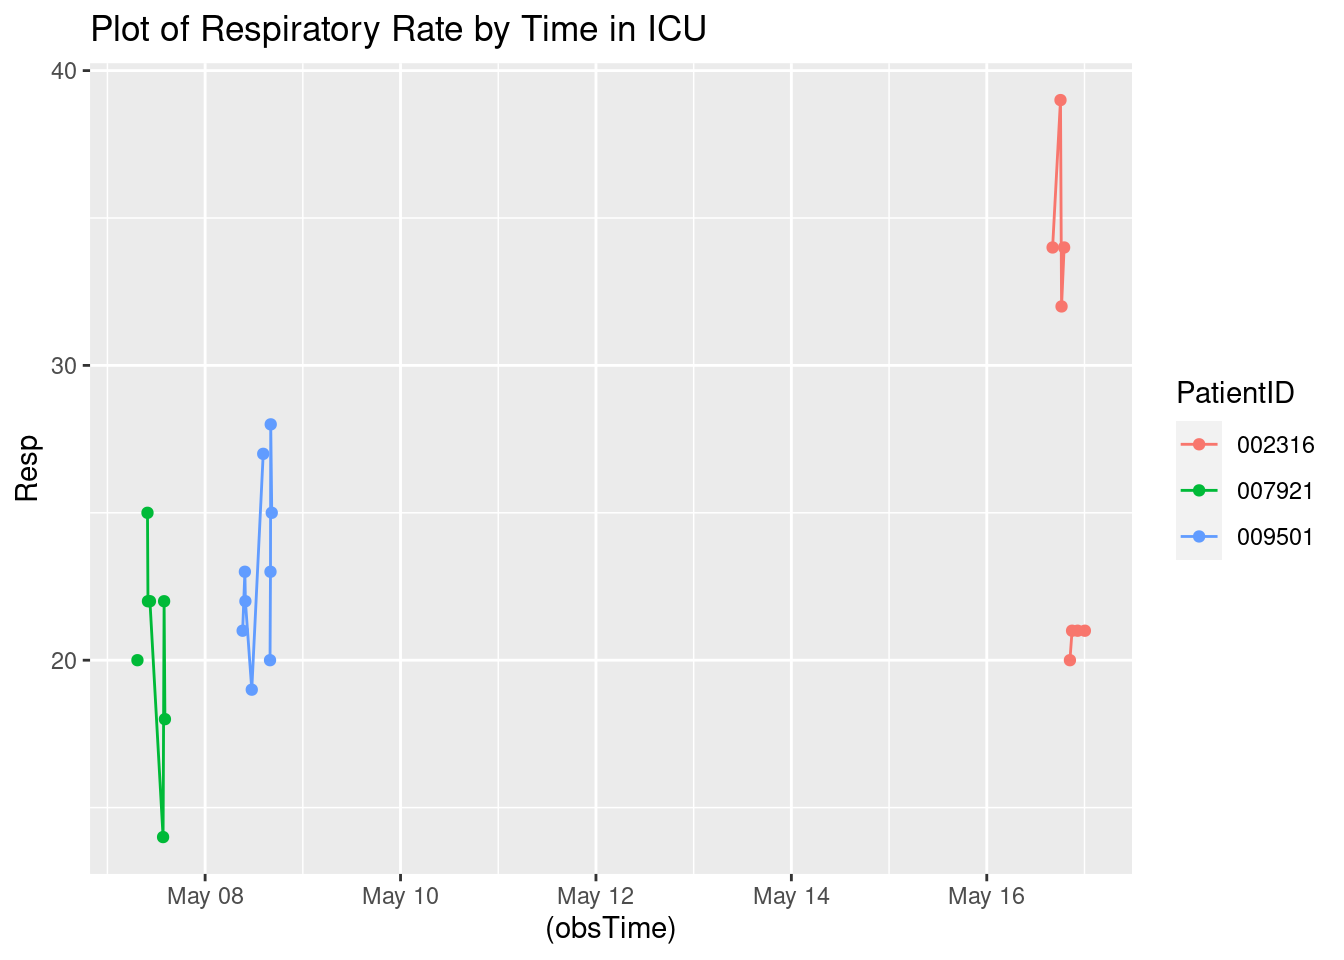 Plot of Respiratory Rate by Time in ICU
40
30
20
Resp
May 08
May 10
May 12
May 14
May 16
(obsTime)
PatientID
002316
007921
009501